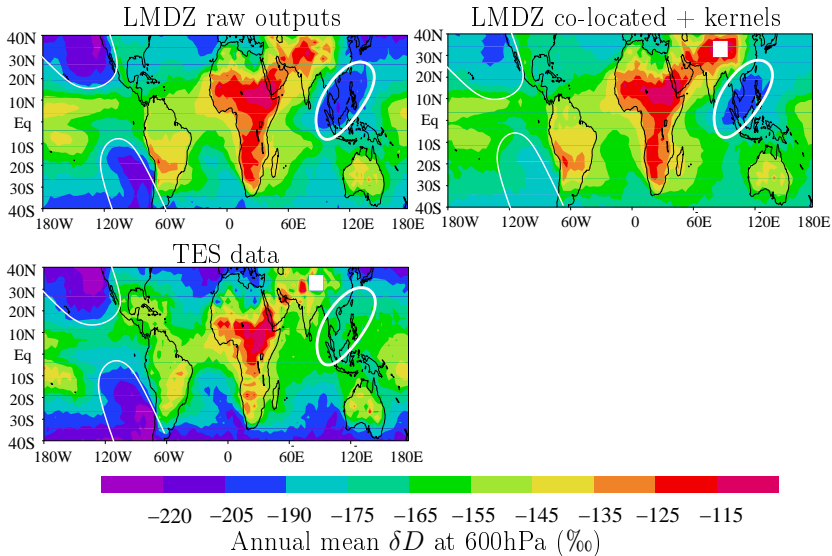 LMDZ raw outputs
LMDZ co-located + kernels
40N
30N
20N
10N
Eq
10S
20S
30S
40S
180W 120W 60W 0 60E 120E 180E
40N
30N
20N
10N
Eq
10S
20S
30S
40S
180W 120W 60W 0 60E 120E 180E
TES data
40N
30N
20N
10N
Eq
10S
20S
30S
40S
180W 120W 60W 0 60E 120E 180E
−220 −205 −190 −175 −165 −155 −145 −135 −125 −115
Annual mean δD at 600hPa (‰)